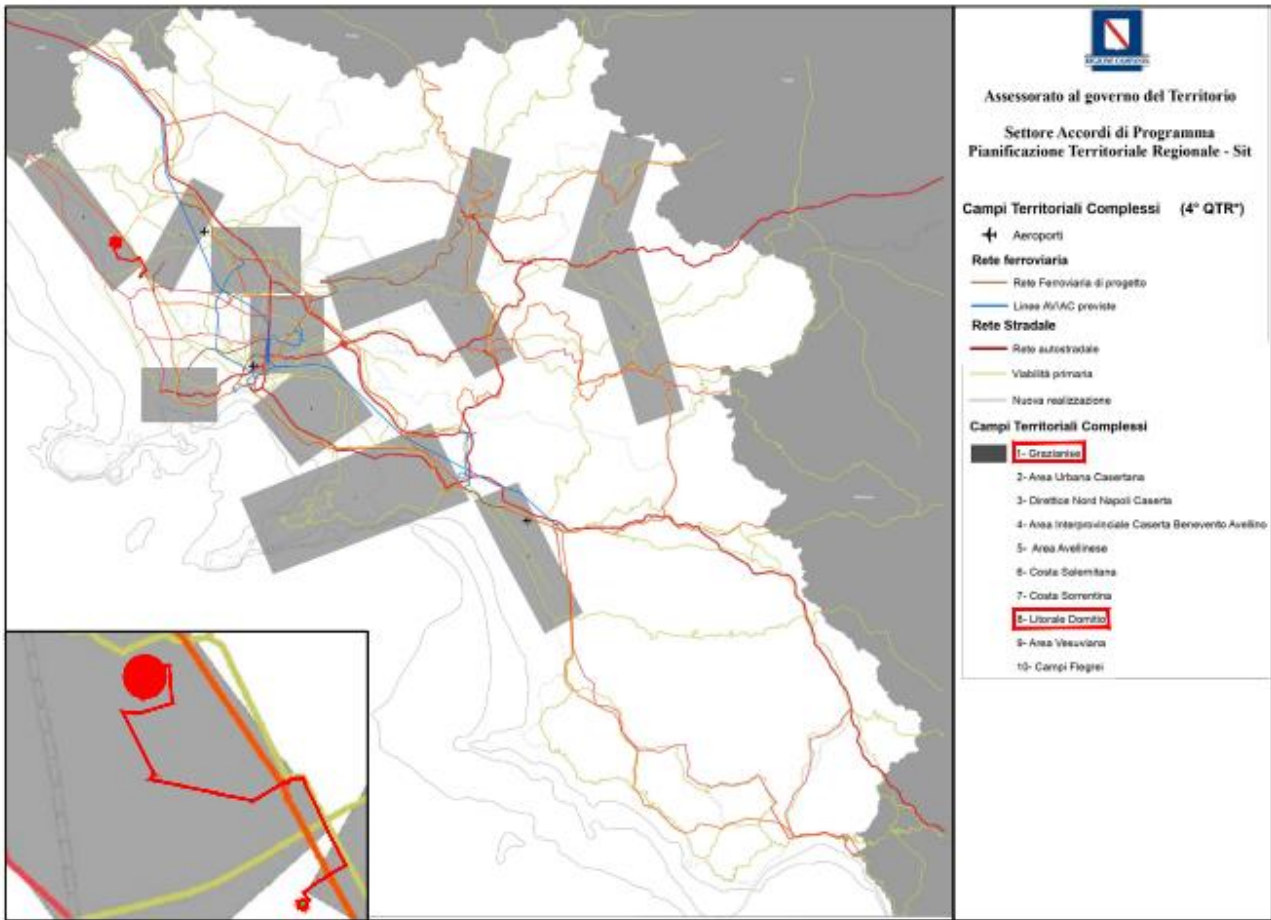 REGIONE CAMPANIA
Assessorato al governo del Territorio
Settore Accordi di Programma
Pianificazione Territoriale Regionale - Sit
Campi Territoriali Complessi (4° QTR°)
Aeroporti
Rete ferroviaria
Rete Ferroviaria di progetto
Linee AV\AC previste
Rete Stradale
Rete autostradale
Viabilità primaria
Nuova realizzazione
Campi Territoriali Complessi
1- Grazianise
2- Area Urbana Casertana
3- Direttice Nord Napoli Caserta
4- Area Interprovinciale Caserta Benevento Avellino
5- Area Avellinese
6- Costa Salernitana
7- Costa Sorrentina
8- Litorale Domitio
9- Area Vesuviana
10- Campi Flegrei